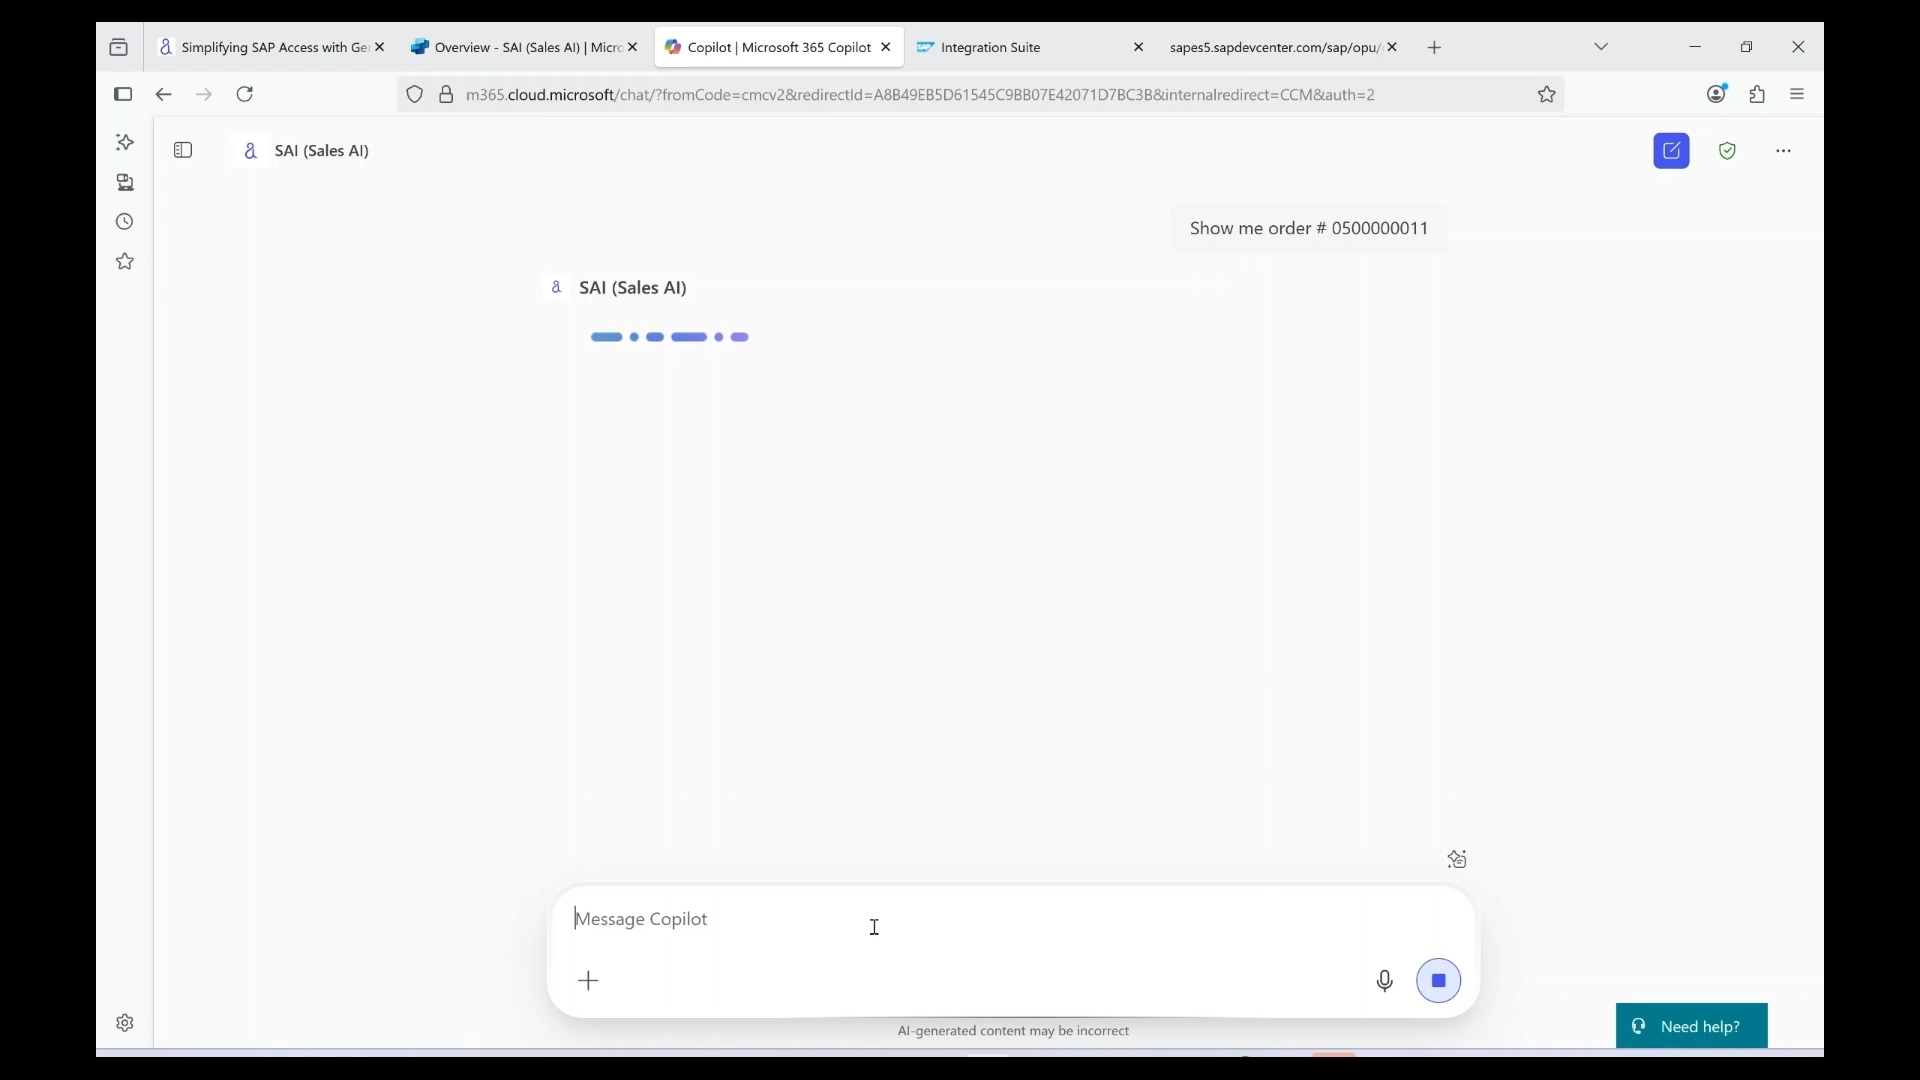 Simplifying SAP Access with Ge
Overview - SAI (Sales AI) | Micro
Copilot | Microsoft 365 Copilot
Integration Suite
sapes5.sapdevcenter.com/sap/opu/
m365.cloud.microsoft/chat/?fromCode=cmcv2&redirectId=A8B49EB5D61545C9BB07E42071D7BC3B&internalredirect=CCM&auth=2
SAI (Sales AI)
Show me order # 0500000011
SAI (Sales AI)
Message Copilot
AI-generated content may be incorrect
Need help?